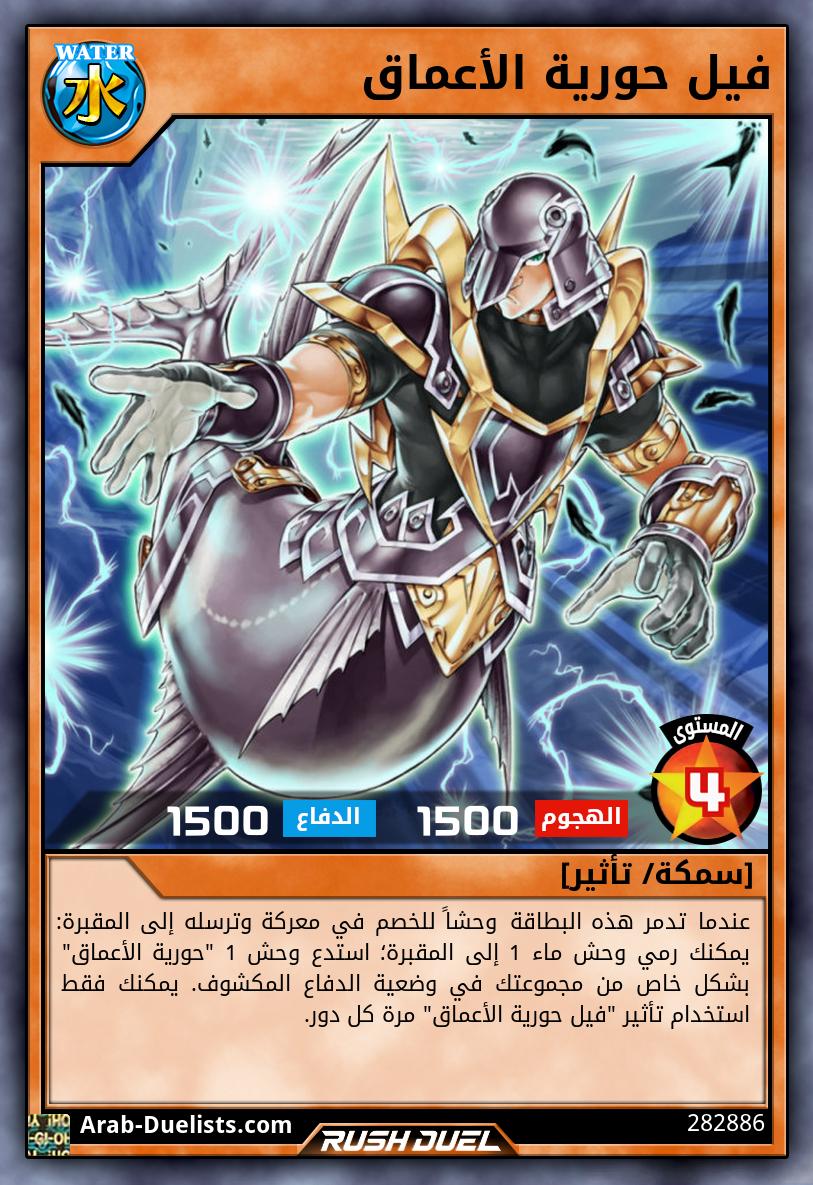 WATER
水
فيل حورية الأعماق
المستوى
4
الهجوم 1500 الدفاع 1500
[سمكة/ تأثير]
عندما تدمر هذه البطاقة وحشاً للخصم في معركة وترسله إلى المقبرة:
يمكنك رمي وحش ماء 1 إلى المقبرة؛ استدع وحش 1 "حورية الأعماق"
بشكل خاص من مجموعتك في وضعية الدفاع المكشوف. يمكنك فقط
استخدام تأثير "فيل حورية الأعماق" مرة كل دور.
Arab-Duelists.com
RUSH DUEL
282886